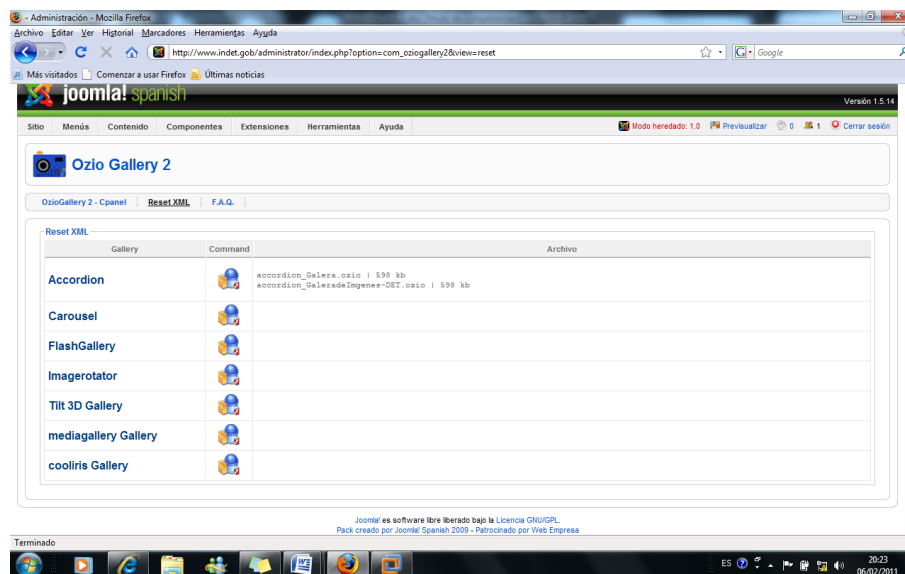 - Administración - Mozilla Firefox
Archivo Editar Ver Historial Marcadores Herramientas Ayuda
http://www.indet.gob/administrator/index.php?option=com_oziogallery2&view=reset
Google
Más visitados Comenzar a usar Firefox Últimas noticias
joomla! spanish
Versión 1.5.14
Sitio Menús Contenido Componentes Extensiones Herramientas Ayuda Modo heredado: 1.0 Previsualizar 0 1 Cerrar sesión
Ozio Gallery 2
OzioGallery 2 - Cpanel Reset XML F.A.Q.
Reset XML
Gallery Command Archivo
Accordion
accordion_Galera.ozio | 598 kb
accordion_GaleradeImgenes-DET.ozio | 598 kb
Carousel
FlashGallery
Imagerotator
Tilt 3D Gallery
mediagallery Gallery
cooliris Gallery
Joomla! es software libre liberado bajo la Licencia GNU/GPL.
Pack creado por Joomla! Spanish 2009 - Patrocinado por Web Empresa
Terminado
ES 20:23
06/02/2011